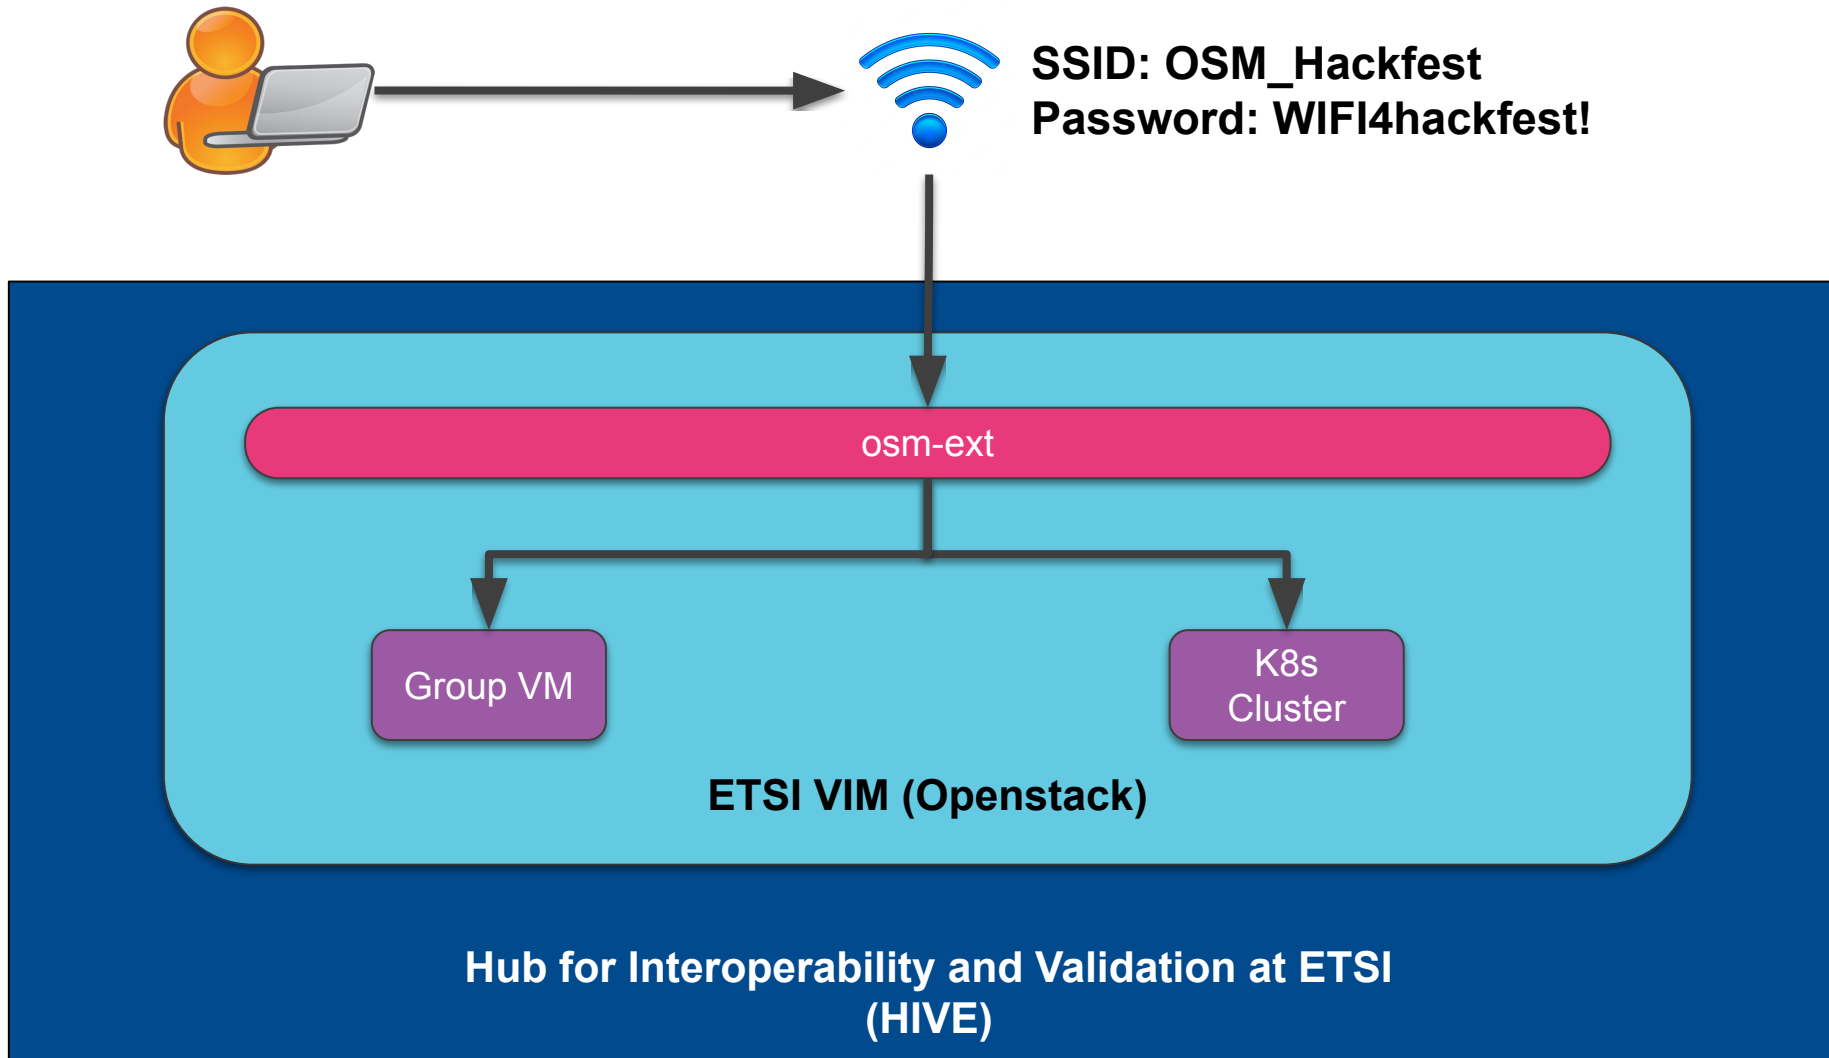 SSID: OSM_Hackfest
Password: WIFI4hackfest!
osm-ext
Group VM
K8s
Cluster
ETSI VIM (Openstack)
Hub for Interoperability and Validation at ETSI
(HIVE)